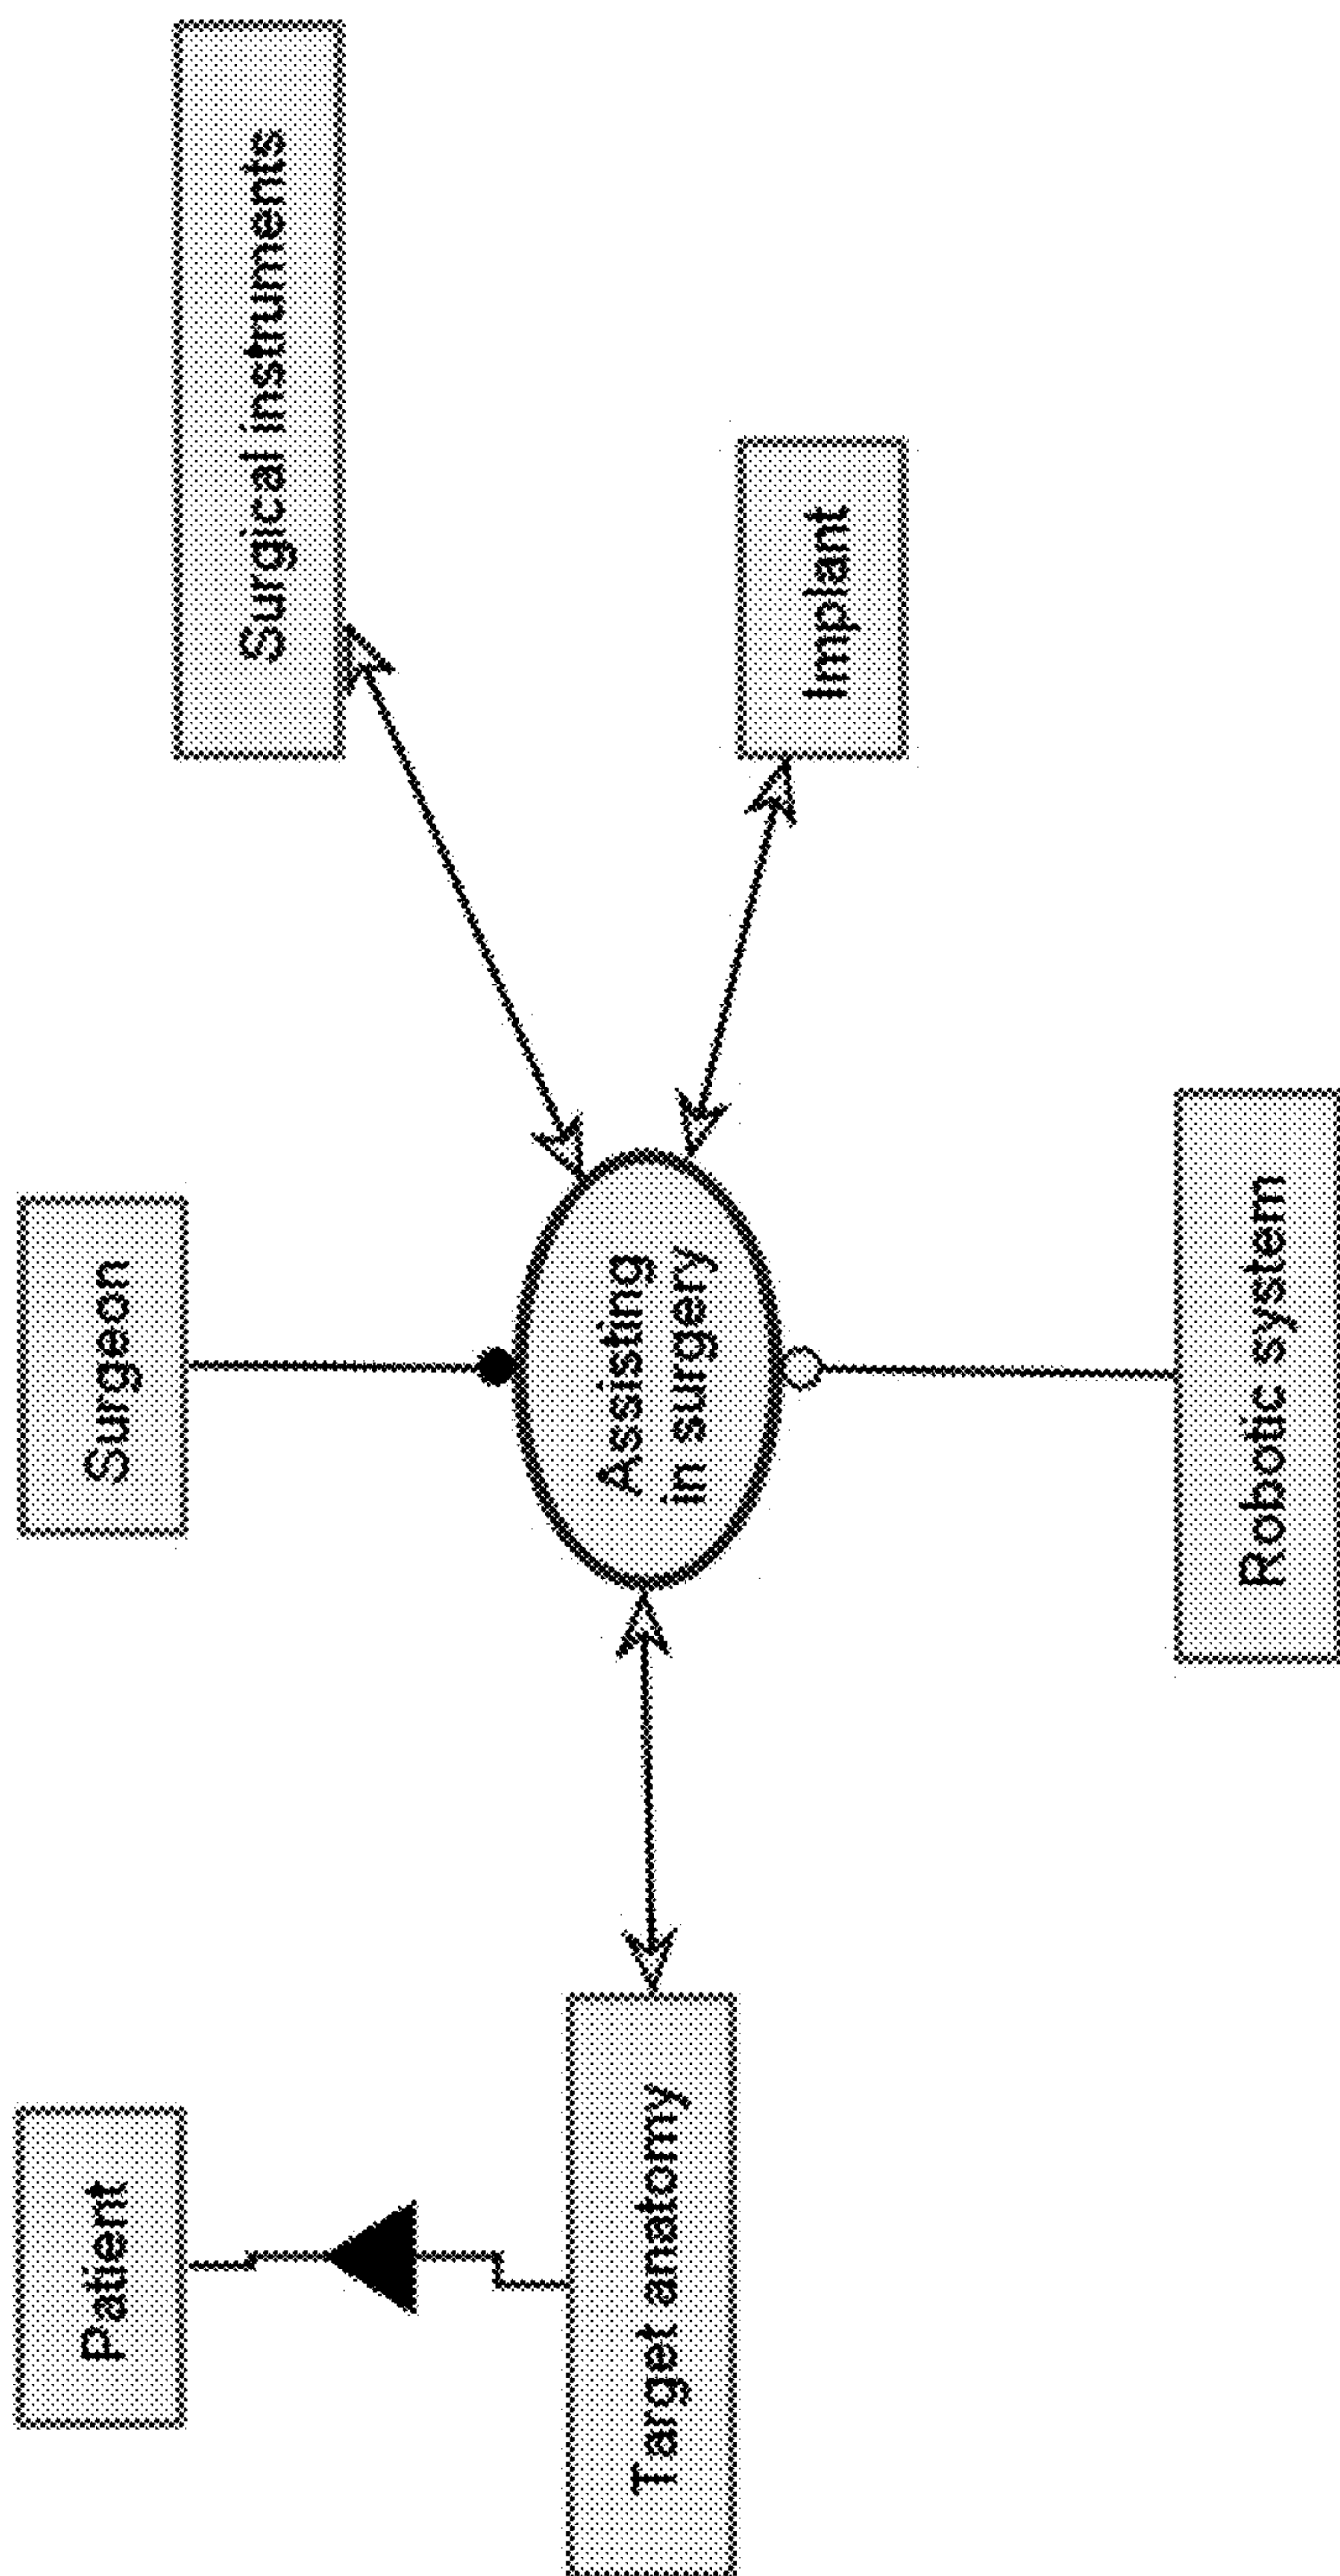 Patient
Surgeon
Surgical instruments
Target anatomy
Assisting
in surgery
Implant
Robotic system